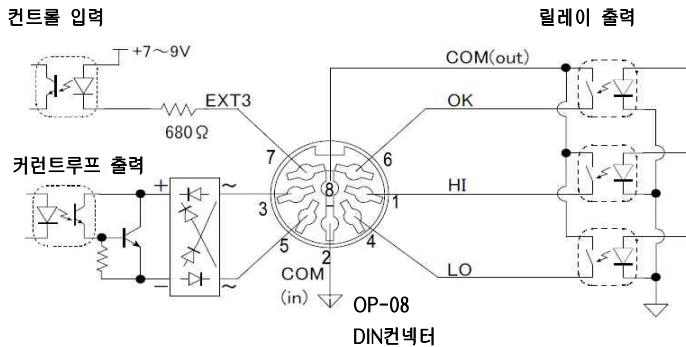 컨트롤 입력
릴레이 출력
+7~9V
COM(out)
EXT3
OK
680Ω
7
6
커런트루프 출력
8
HI
+
~
3
1
5
4
2
-
~
COM
(in)
LO
OP-08
DIN컨넥터